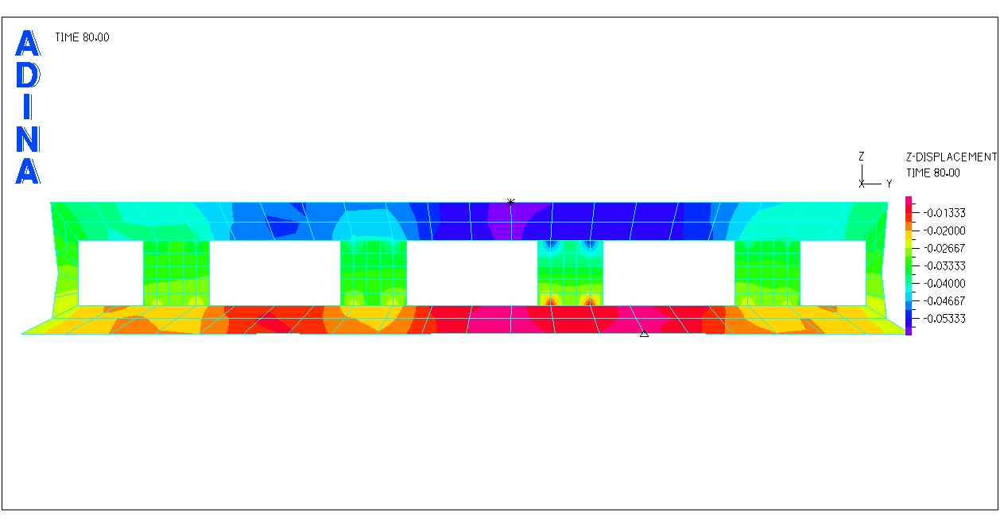 A
D
I
N
A
TIME 80.00
Z
X
Y
Z-DISPLACEMENT
TIME 80.00
-0.01333
-0.02000
-0.02667
-0.03333
-0.04000
-0.04667
-0.05333